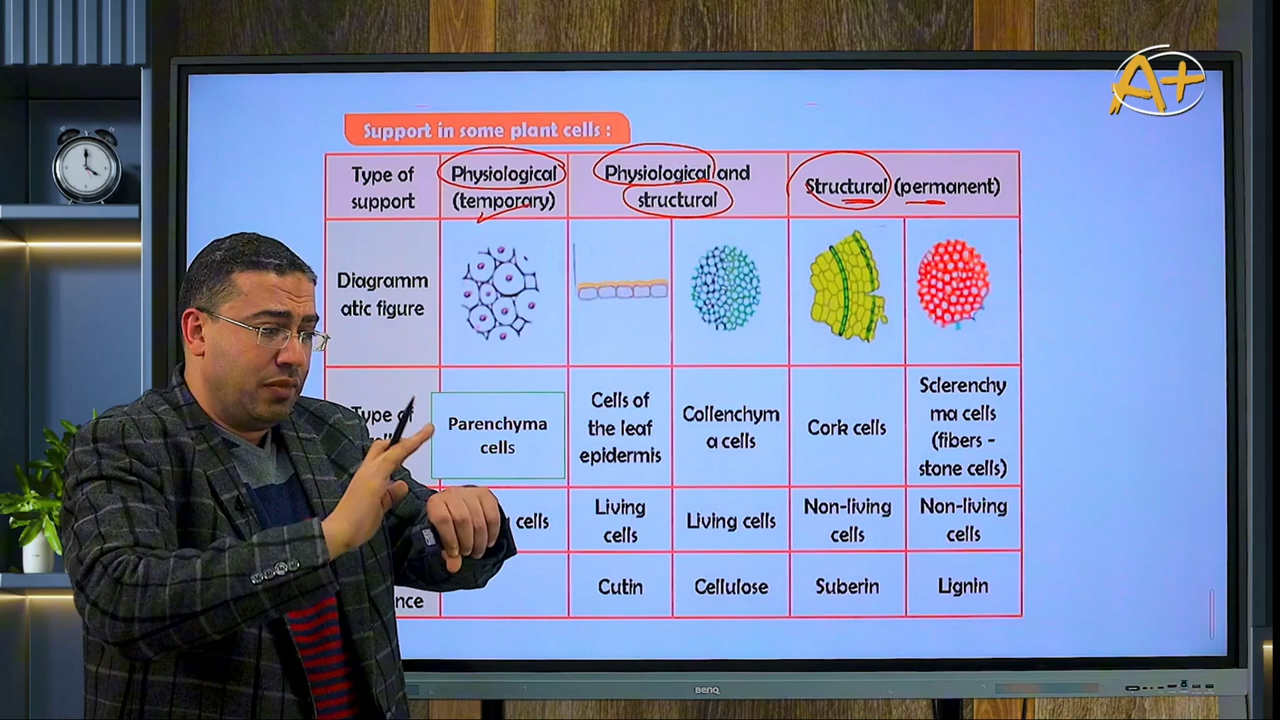 A+
Support in some plant cells :
Type of support
Physiological (temporary)
Physiological and structural
Structural (permanent)
Diagramm
atic figure
Type of
Parenchyma cells
Cells of the leaf epidermis
Collenchym
a cells
Cork cells
Sclerenchy
ma cells
(fibers -
stone cells)
cells
Living cells
Living cells
Non-living cells
Non-living cells
nce
Cutin
Cellulose
Suberin
Lignin
BenQ